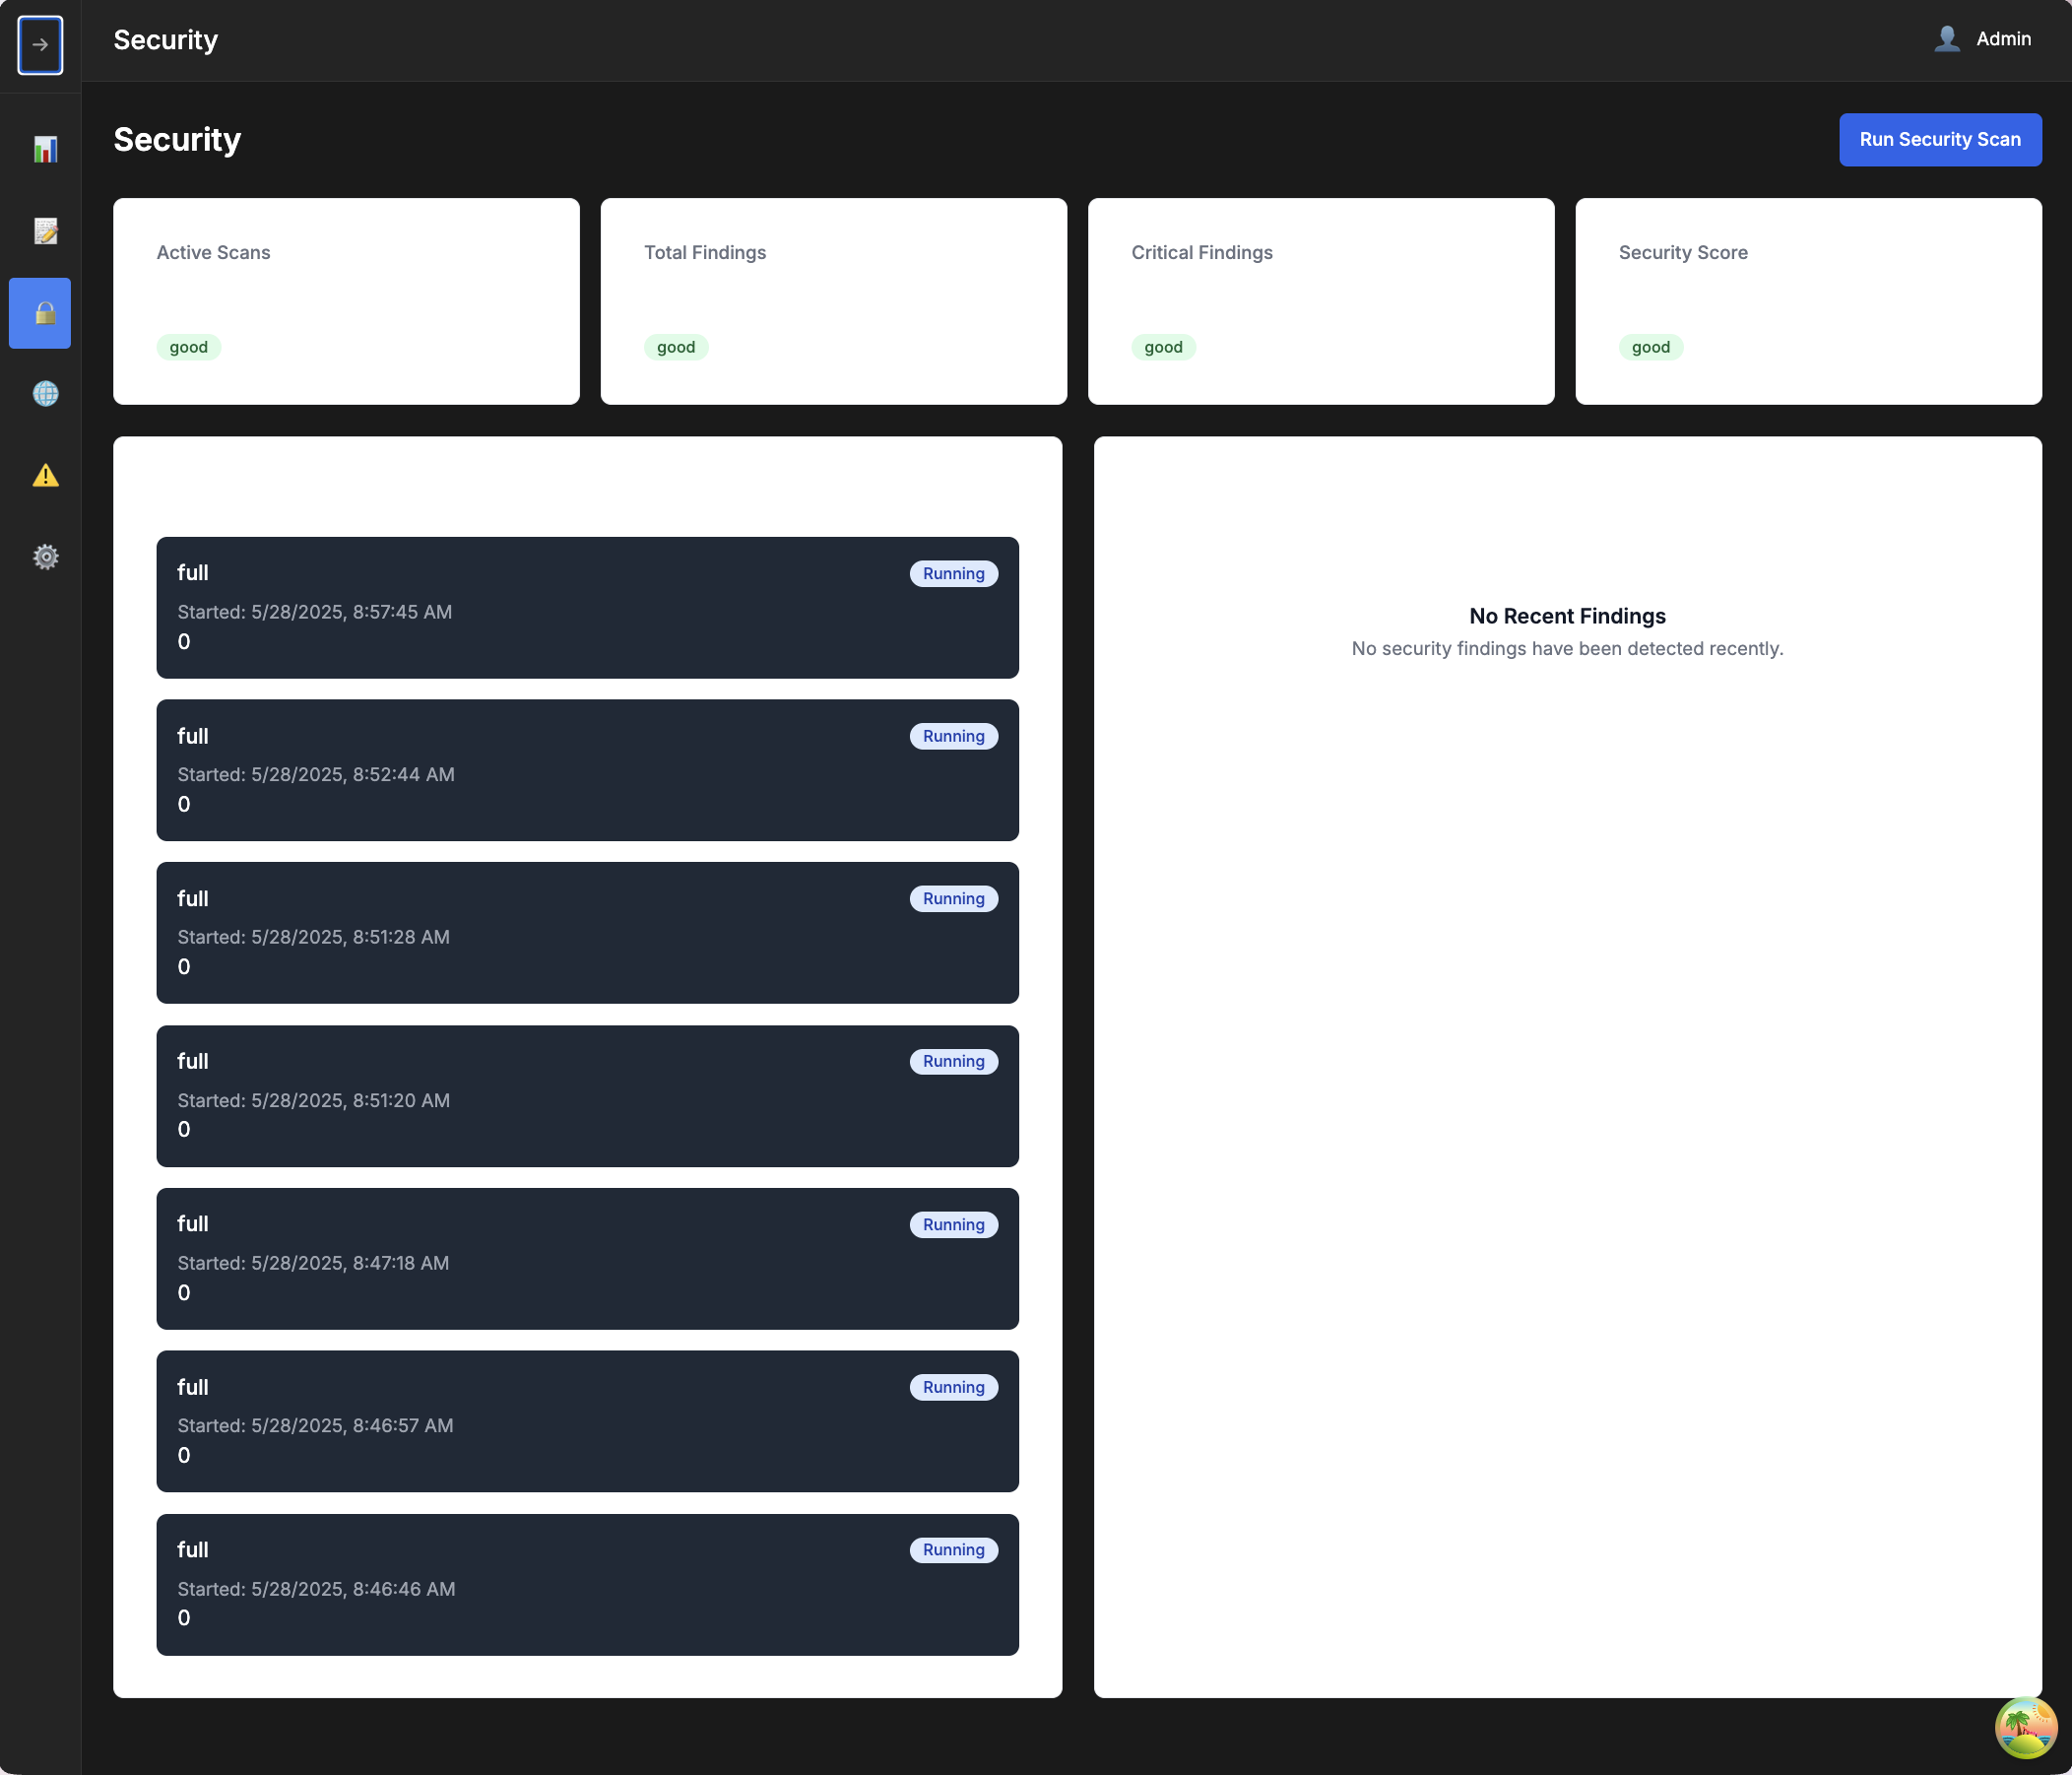 Security
Admin
Security
Run Security Scan
Active Scans
good
Total Findings
good
Critical Findings
good
Security Score
good
full
Running
Started: 5/28/2025, 8:57:45 AM
0
full
Running
Started: 5/28/2025, 8:52:44 AM
0
full
Running
Started: 5/28/2025, 8:51:28 AM
0
full
Running
Started: 5/28/2025, 8:51:20 AM
0
full
Running
Started: 5/28/2025, 8:47:18 AM
0
full
Running
Started: 5/28/2025, 8:46:57 AM
0
full
Running
Started: 5/28/2025, 8:46:46 AM
0
No Recent Findings
No security findings have been detected recently.